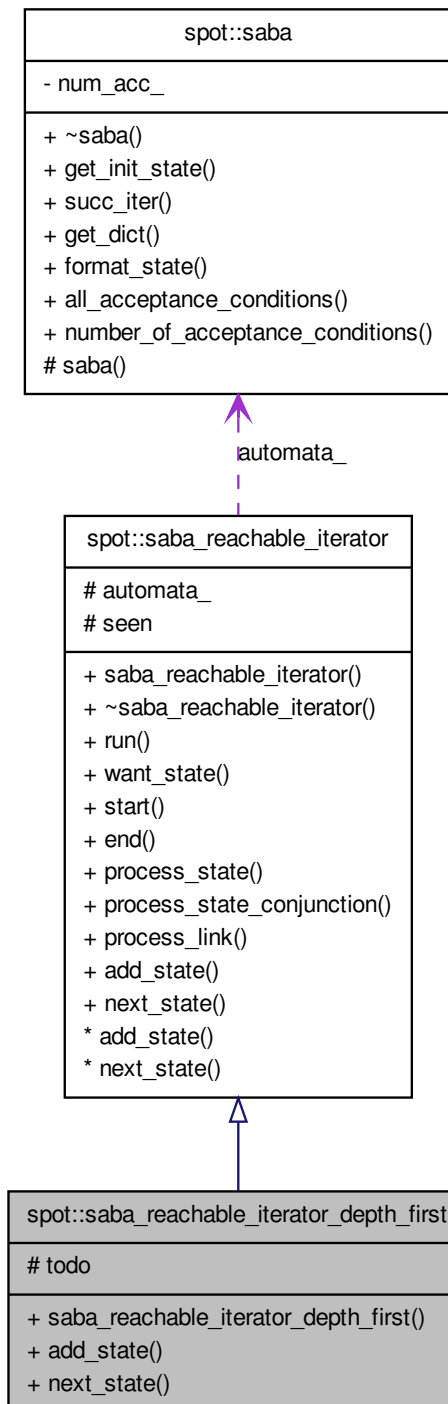 spot::saba
- num_acc_
+ ~saba()
+ get_init_state()
+ succ_iter()
+ get_dict()
+ format_state()
+ all_acceptance_conditions()
+ number_of_acceptance_conditions()
# saba()
automata_
spot::saba_reachable_iterator
# automata_
# seen
+ saba_reachable_iterator()
+ ~saba_reachable_iterator()
+ run()
+ want_state()
+ start()
+ end()
+ process_state()
+ process_state_conjunction()
+ process_link()
+ add_state()
+ next_state()
* add_state()
* next_state()
spot::saba_reachable_iterator_depth_first
# todo
+ saba_reachable_iterator_depth_first()
+ add_state()
+ next_state()